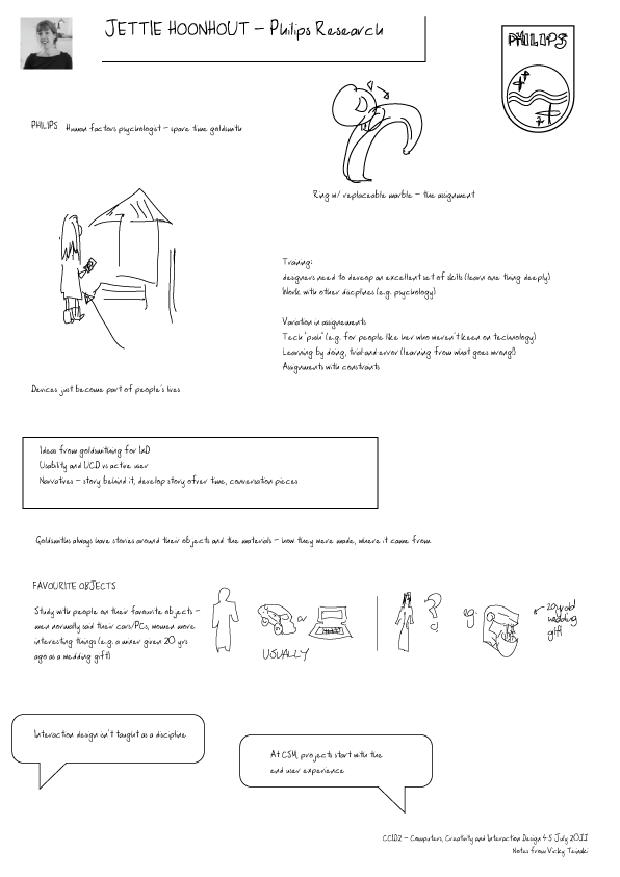 JETTIE HOONHOUT - Philips Research
PHILIPS
PHILIPS Human factors psychologist - spare time goldsmith
Ring w/ replaceable marble = the assignment
Training:
designers need to develop an excellent set of skills (learn one thing deeply)
Work with other discplines (e.g. psychology)
Variation in assignements
Tech "push" (e.g. for people like her who weren't keen on technology)
Learning by doing, trial-and-error (learning from what goes wrong!)
Assignments with constraints
Devices just become part of people's lives
Ideas from goldsmithing for IxD
Usability and UCD vs active user
Narratives - story behind it, develop story over time, conversation pieces
Goldsmiths always have stories around their objects and the materials - how they were made, where it came from
FAVOURITE OBJECTS
Study with people on their favourite objects -
men normally said their cars/PCs, women more
interesting things (e.g. a mixer given 20 yrs
ago as a wedding gift)
or
USUALLY
?
eg.
20yr old
wedding
gift
Interaction design isn't taught as a discipline
At CSM, projects start with the
end user experience
CCID2 - Computers, Creativity and Interaction Design 4-5 July 2011
Notes from Vicky Teinaki